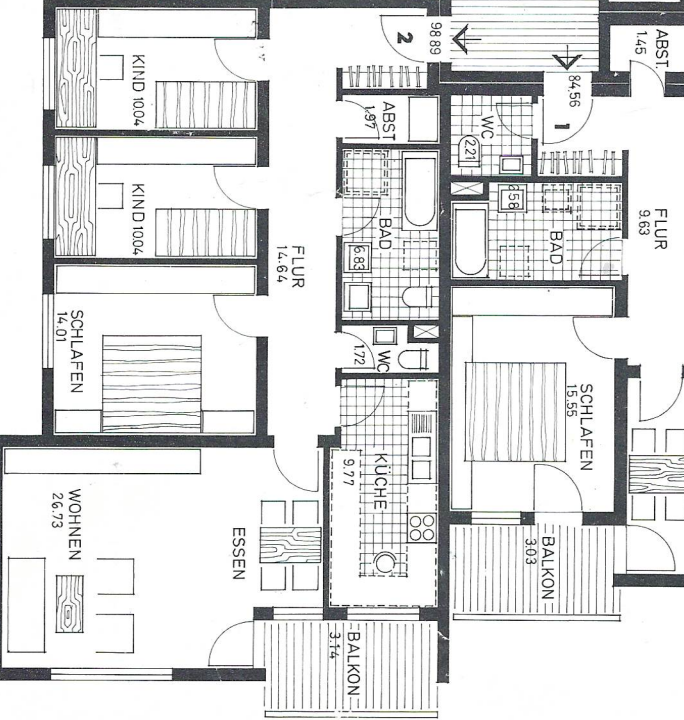 KIND 10.04
2
98.89
84.56
1
ABST.
1.45
ABST
1.97
WC
2.21
KIND 10.04
BAD
6.83
BAD
FLUR
9.63
FLUR
14.64
SCHLAFEN
14.01
WC
1.72
SCHLAFEN
15.55
KÜCHE
9.77
WOHNEN
26.73
ESSEN
BALKON
3.03
BALKON
3.14